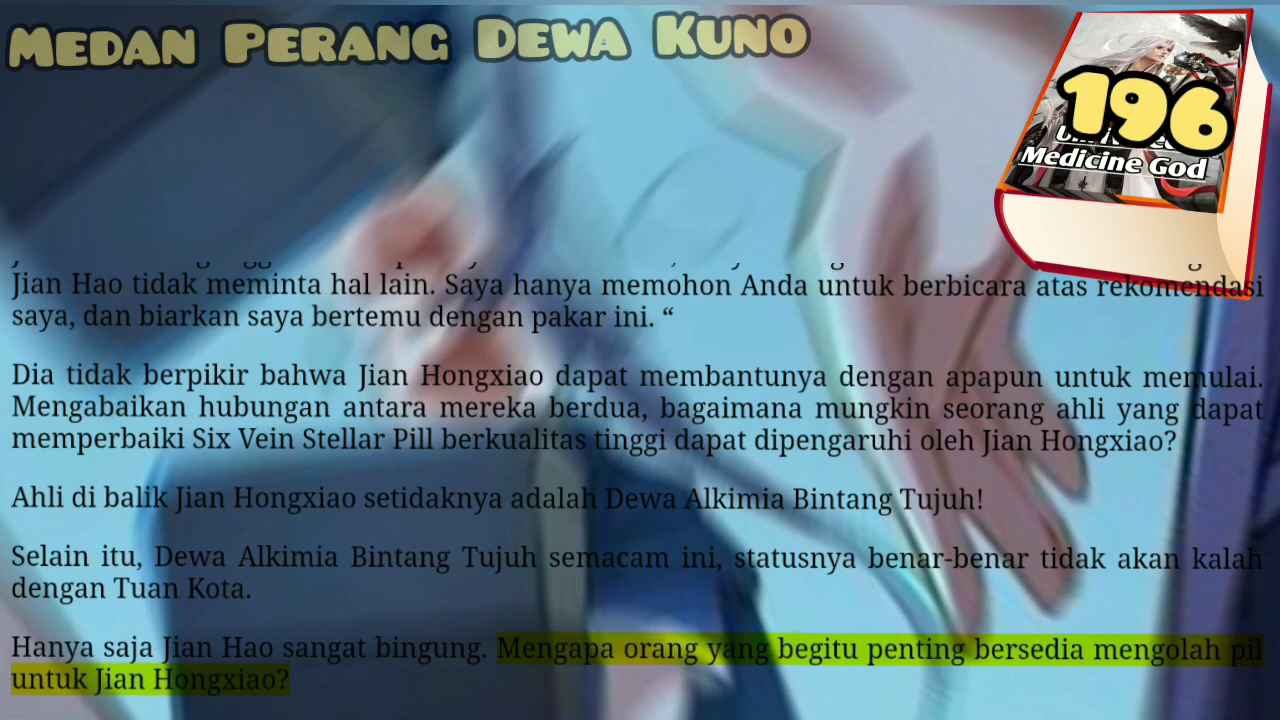 Medan Perang Dewa Kuno
196
Medicine God
Jian Hao tidak meminta hal lain. Saya hanya memohon Anda untuk berbicara atas rekomendasi
saya, dan biarkan saya bertemu dengan pakar ini. “
Dia tidak berpikir bahwa Jian Hongxiao dapat membantunya dengan apapun untuk memulai.
Mengabaikan hubungan antara mereka berdua, bagaimana mungkin seorang ahli yang dapat
memperbaiki Six Vein Stellar Pill berkualitas tinggi dapat dipengaruhi oleh Jian Hongxiao?
Ahli di balik Jian Hongxiao setidaknya adalah Dewa Alkimia Bintang Tujuh!
Selain itu, Dewa Alkimia Bintang Tujuh semacam ini, statusnya benar-benar tidak akan kalah
dengan Tuan Kota.
Hanya saja Jian Hao sangat bingung. Mengapa orang yang begitu penting bersedia mengolah pil
untuk Jian Hongxiao?